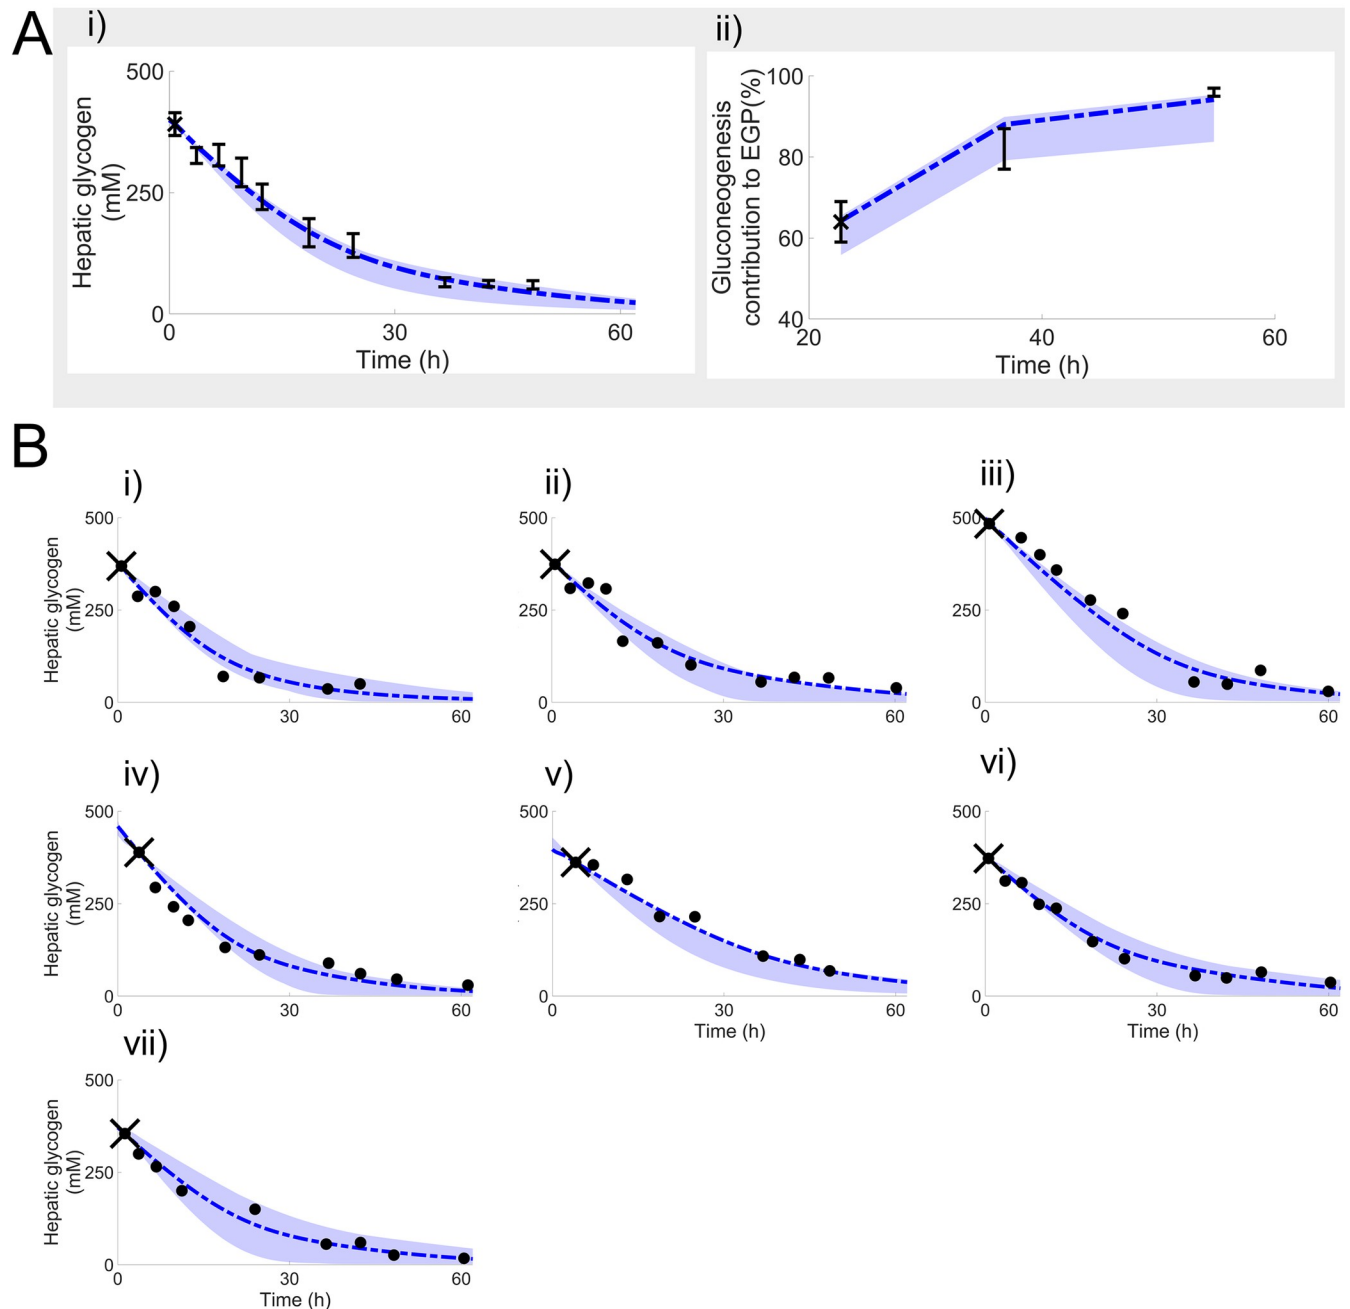 A
i)
500
250
0
0
30
60
Hepatic glycogen
(mM)
Time (h)
ii)
100
80
60
40
20
40
60
Gluconeogenesis
contribution to EGP(%)
Time (h)
B
i)
500
250
0
0
30
60
Hepatic glycogen
(mM)
ii)
500
250
0
0
30
60
iii)
500
250
0
0
30
60
iv)
500
250
0
0
30
60
Hepatic glycogen
(mM)
v)
500
250
0
0
30
60
Time (h)
vi)
500
250
0
0
30
60
Time (h)
vii)
500
250
0
0
30
60
Hepatic glycogen
(mM)
Time (h)